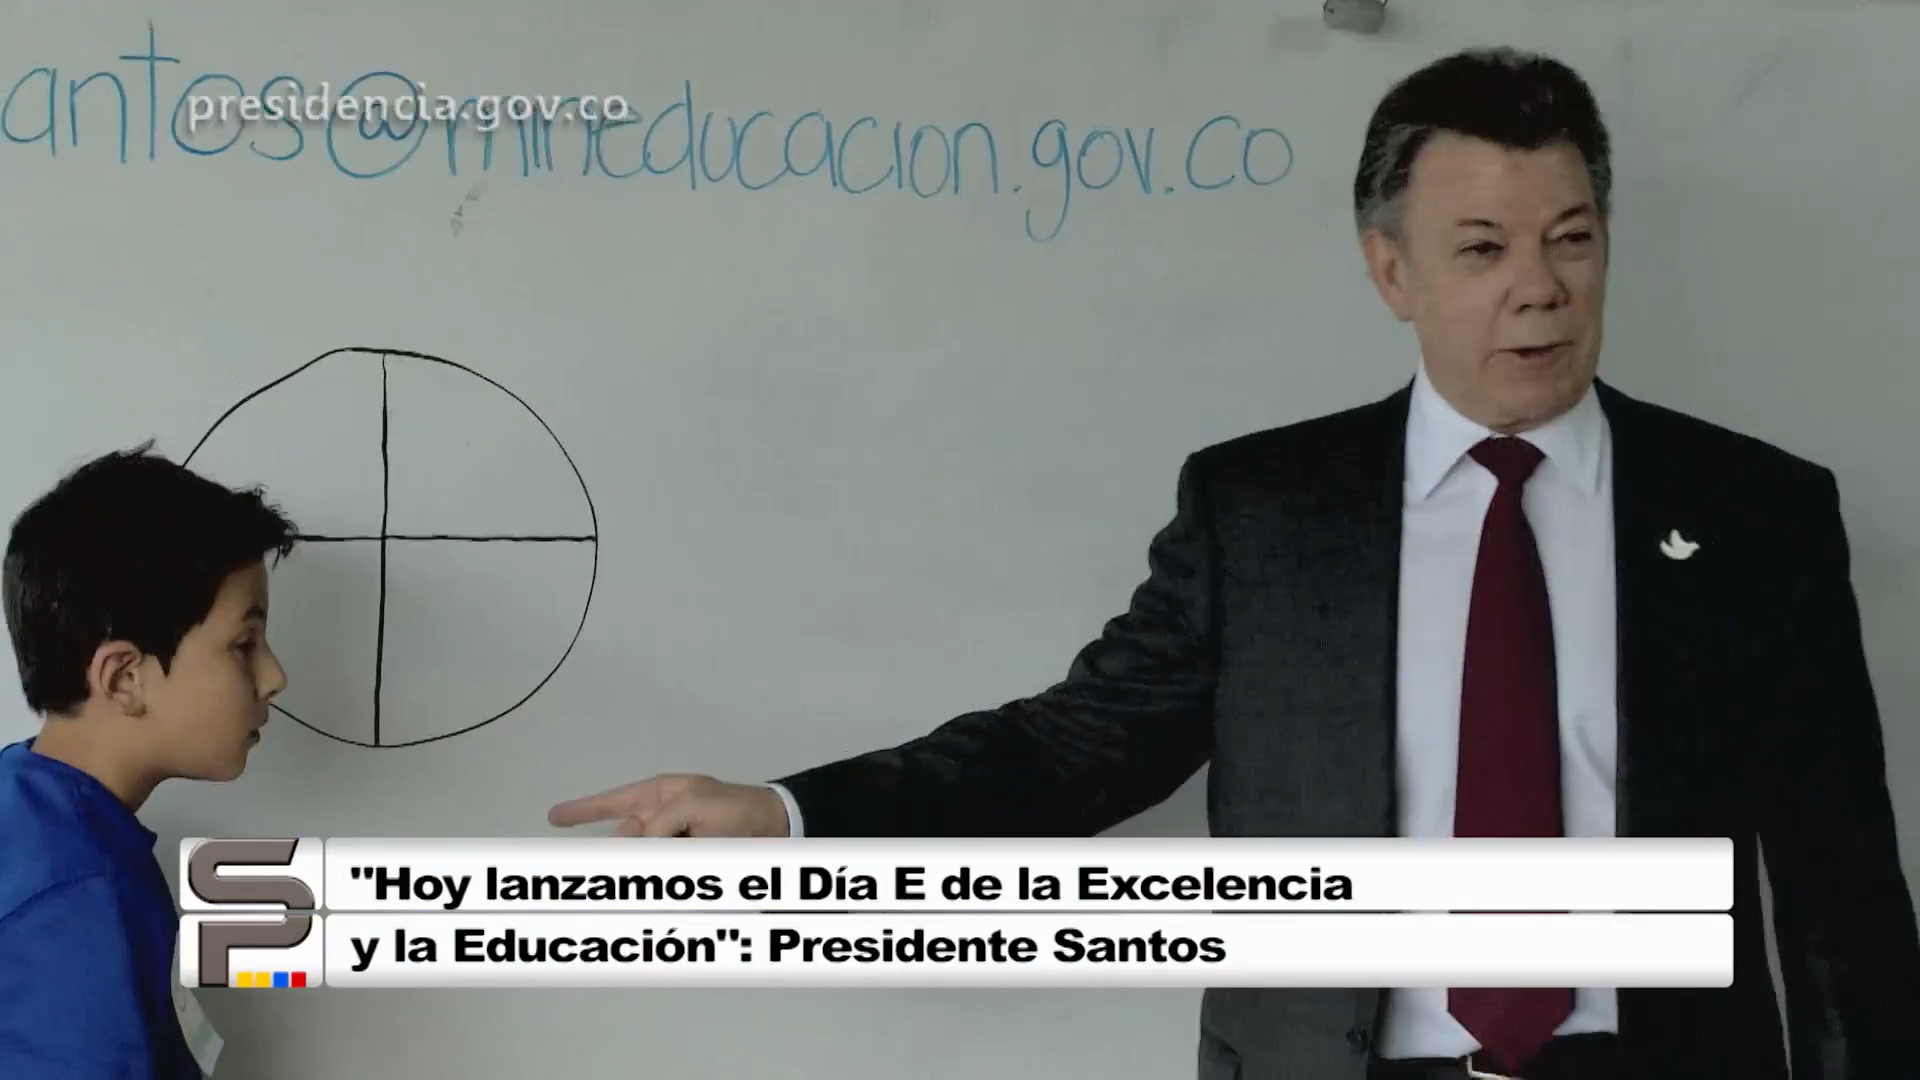 antos@mineducacion.gov.co
presidencia.gov.co
SP
"Hoy lanzamos el Día E de la Excelencia
y la Educación": Presidente Santos